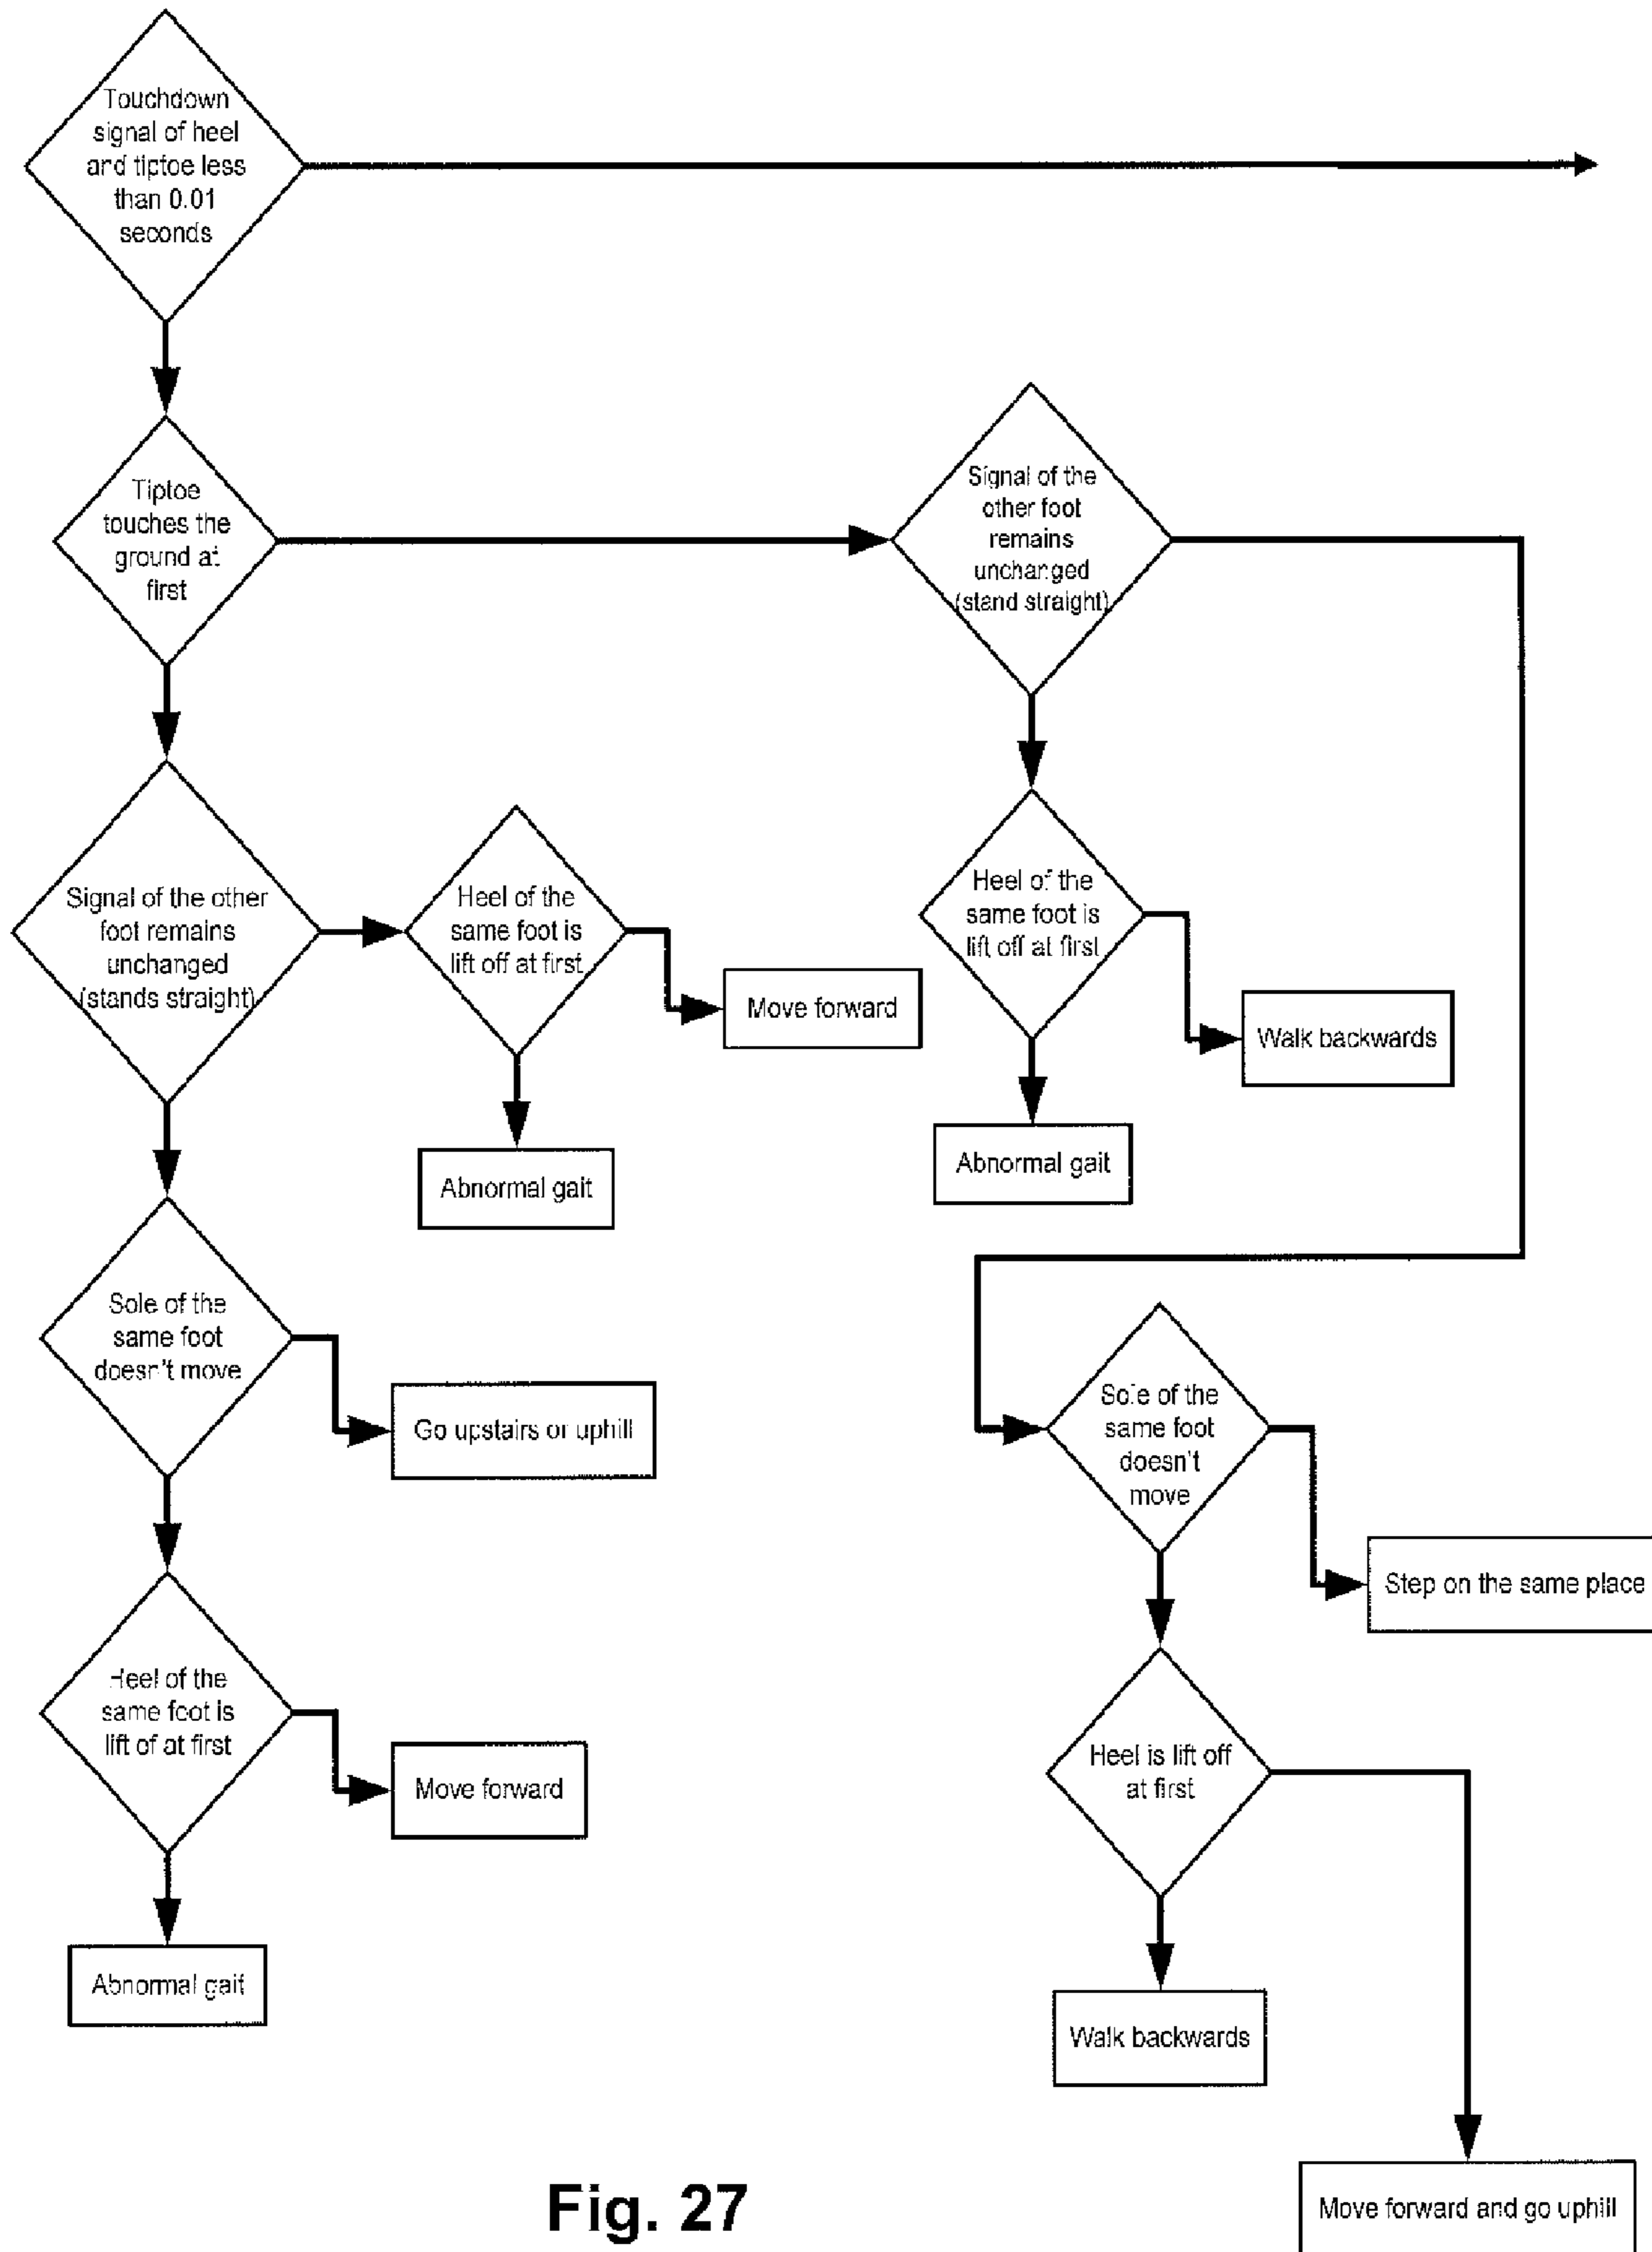 Touchdown
signal of heel
and tiptoe less
than 0.01
seconds
Tiptoe
touches the
ground at
first
Signal of the
other foot
remains
unchanged
(stand straight)
Signal of the other
foot remains
unchanged
(stands straight)
Heel of the
same foot is
lift off at first
Move forward
Abnormal gait
Heel of the
same foot is
lift off at first
Walk backwards
Abnormal gait
Sole of the
same foot
doesn't move
Go upstairs or uphill
Sole of the
same foot
doesn't
move
Step on the same place
Heel of the
same foot is
lift of at first
Move forward
Abnormal gait
Heel is lift off
at first
Walk backwards
Move forward and go uphill
Fig. 27